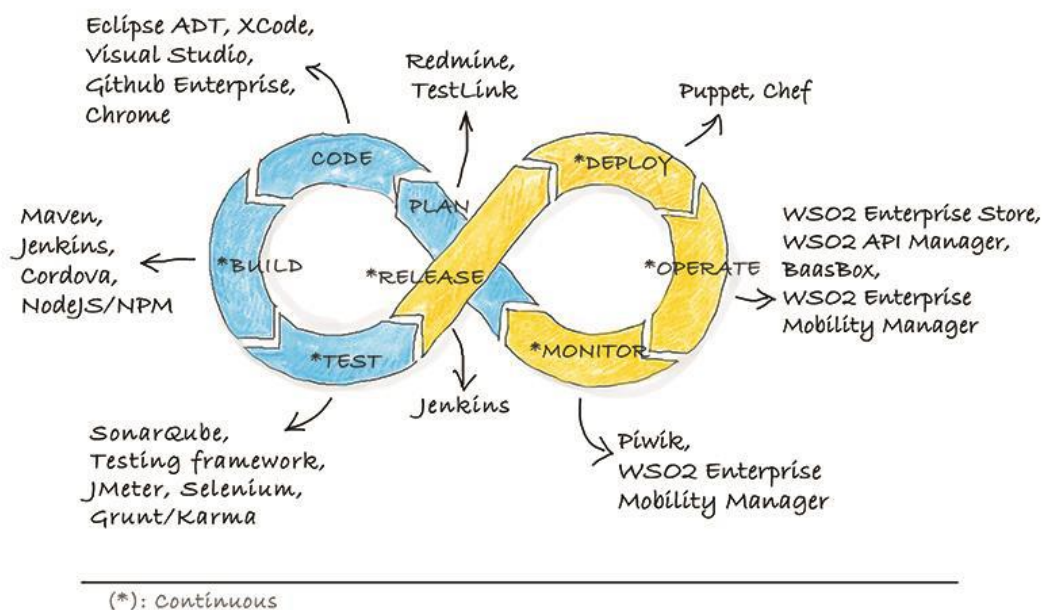 Eclipse ADT, XCode,
Visual Studio,
Github Enterprise,
Chrome
Redmine,
TestLink
Puppet, Chef
CODE
*DEPLOY
PLAN
Maven,
Jenkins,
Cordova,
NodeJS/NPM
*BUILD
*RELEASE
*OPERATE
WSO2 Enterprise Store,
WSO2 API Manager,
BaasBox,
WSO2 Enterprise
Mobility Manager
*TEST
*MONITOR
Jenkins
SonarQube,
Testing framework,
JMeter, Selenium,
Grunt/Karma
Piwik,
WSO2 Enterprise
Mobility Manager
(*): Continuous